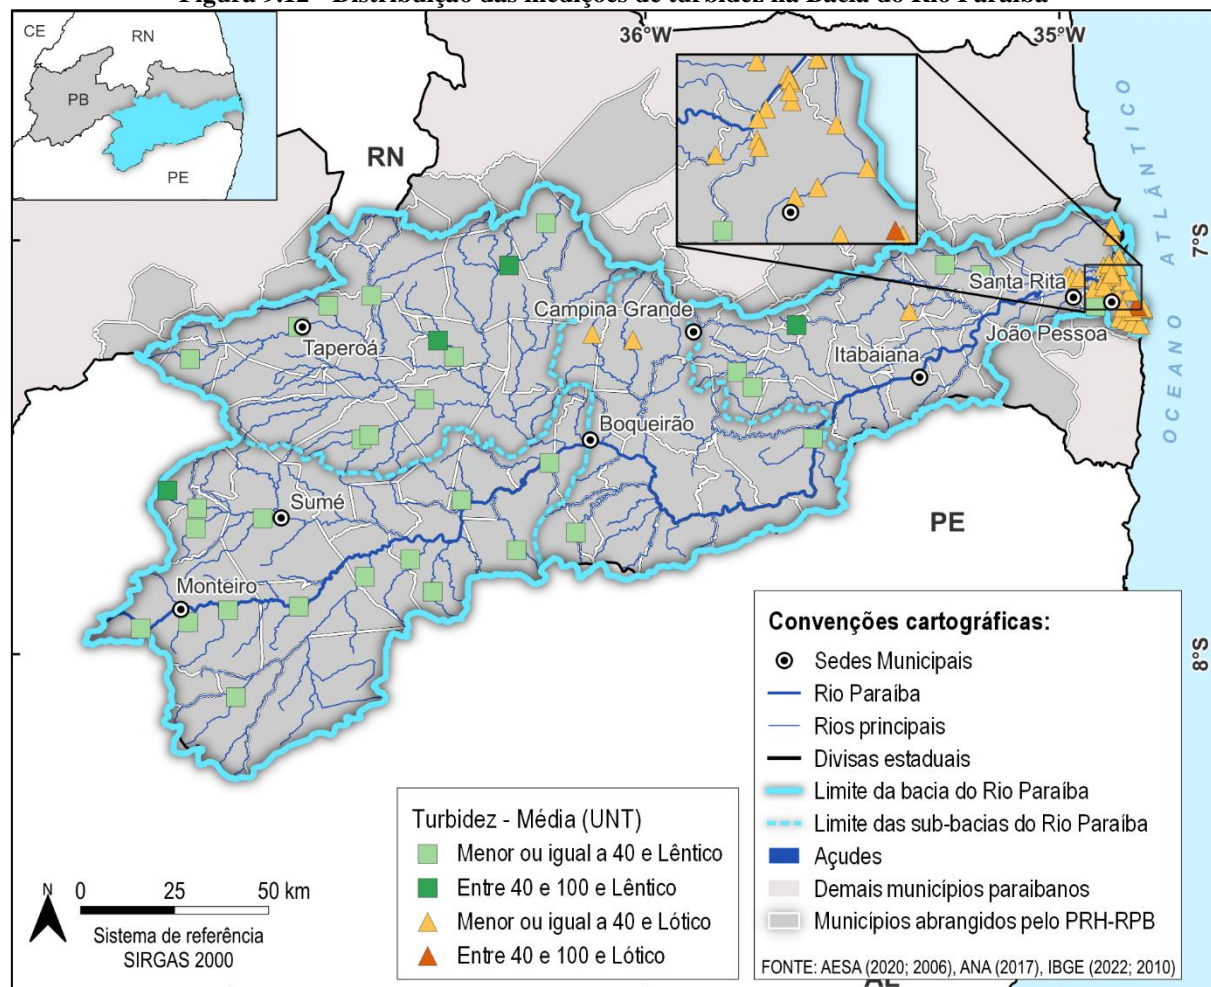 Figura 9.12 - Distribuição das medições de turbidez na Bacia do Rio Paraíba
36°W
35°W
CE
RN
PB
PE
RN
OCEANO ATLÂNTICO
7°S
Santa Rita
Campina Grande
João Pessoa
Taperoá
Itabaiana
Boqueirão
Sumé
PE
Monteiro
8°S
Convenções cartográficas:
Sedes Municipais
Rio Paraíba
Rios principais
Divisas estaduais
Limite da bacia do Rio Paraíba
Limite das sub-bacias do Rio Paraíba
Açudes
Demais municípios paraibanos
Municípios abrangidos pelo PRH-RPB
FONTE: AESA (2020; 2006), ANA (2017), IBGE (2022; 2010)
Turbidez - Média (UNT)
Menor ou igual a 40 e Lêntico
Entre 40 e 100 e Lêntico
Menor ou igual a 40 e Lótico
Entre 40 e 100 e Lótico
N
0 25 50 km
Sistema de referência
SIRGAS 2000